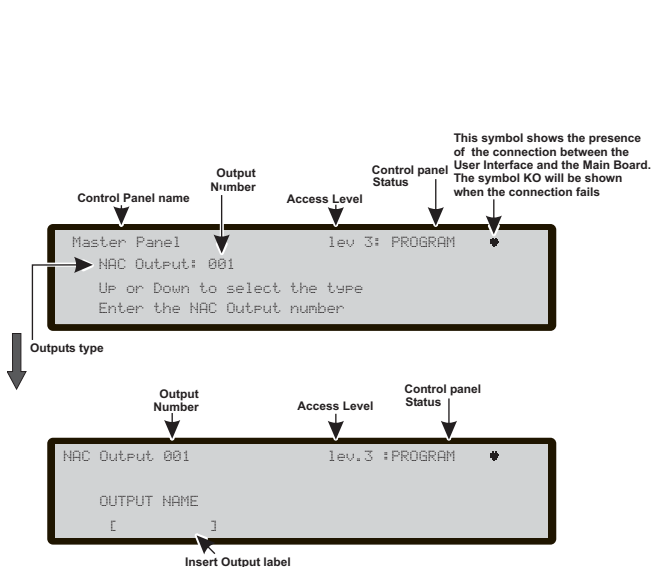 This symbol shows the presence
of the connection between the
User Interface and the Main Board.
The symbol KO will be shown
when the connection fails
Control panel
Status
Output
Number
Control Panel name
Access Level
Master Panel lev 3: PROGRAM ♥
NAC Output: 001
Up or Down to select the type
Enter the NAC Output number
Outputs type
Output
Number
Access Level
Control panel
Status
NAC Output 001 lev.3 :PROGRAM ♥
OUTPUT NAME
[ ]
Insert Output label